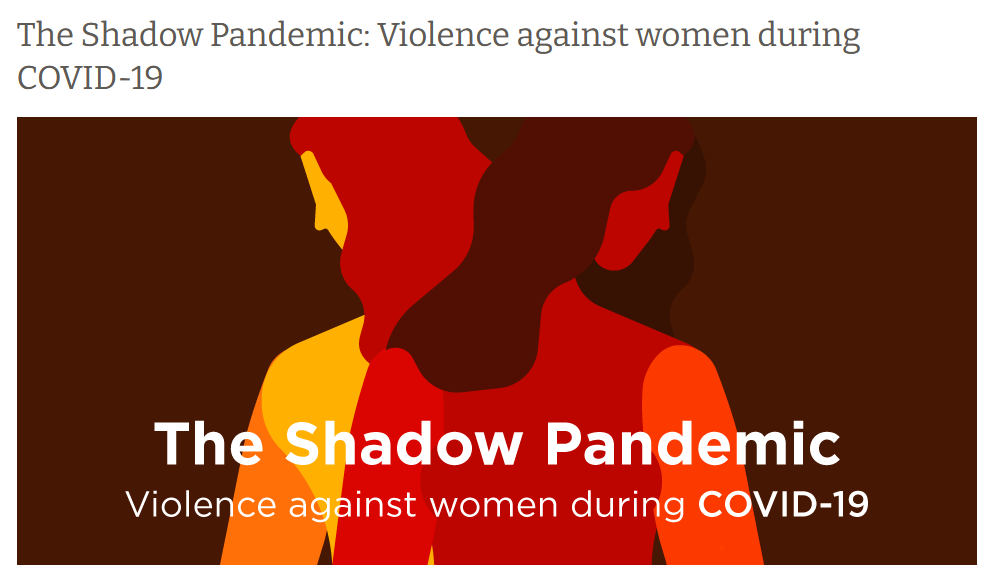 The Shadow Pandemic: Violence against women during
COVID-19
The Shadow Pandemic
Violence against women during COVID-19